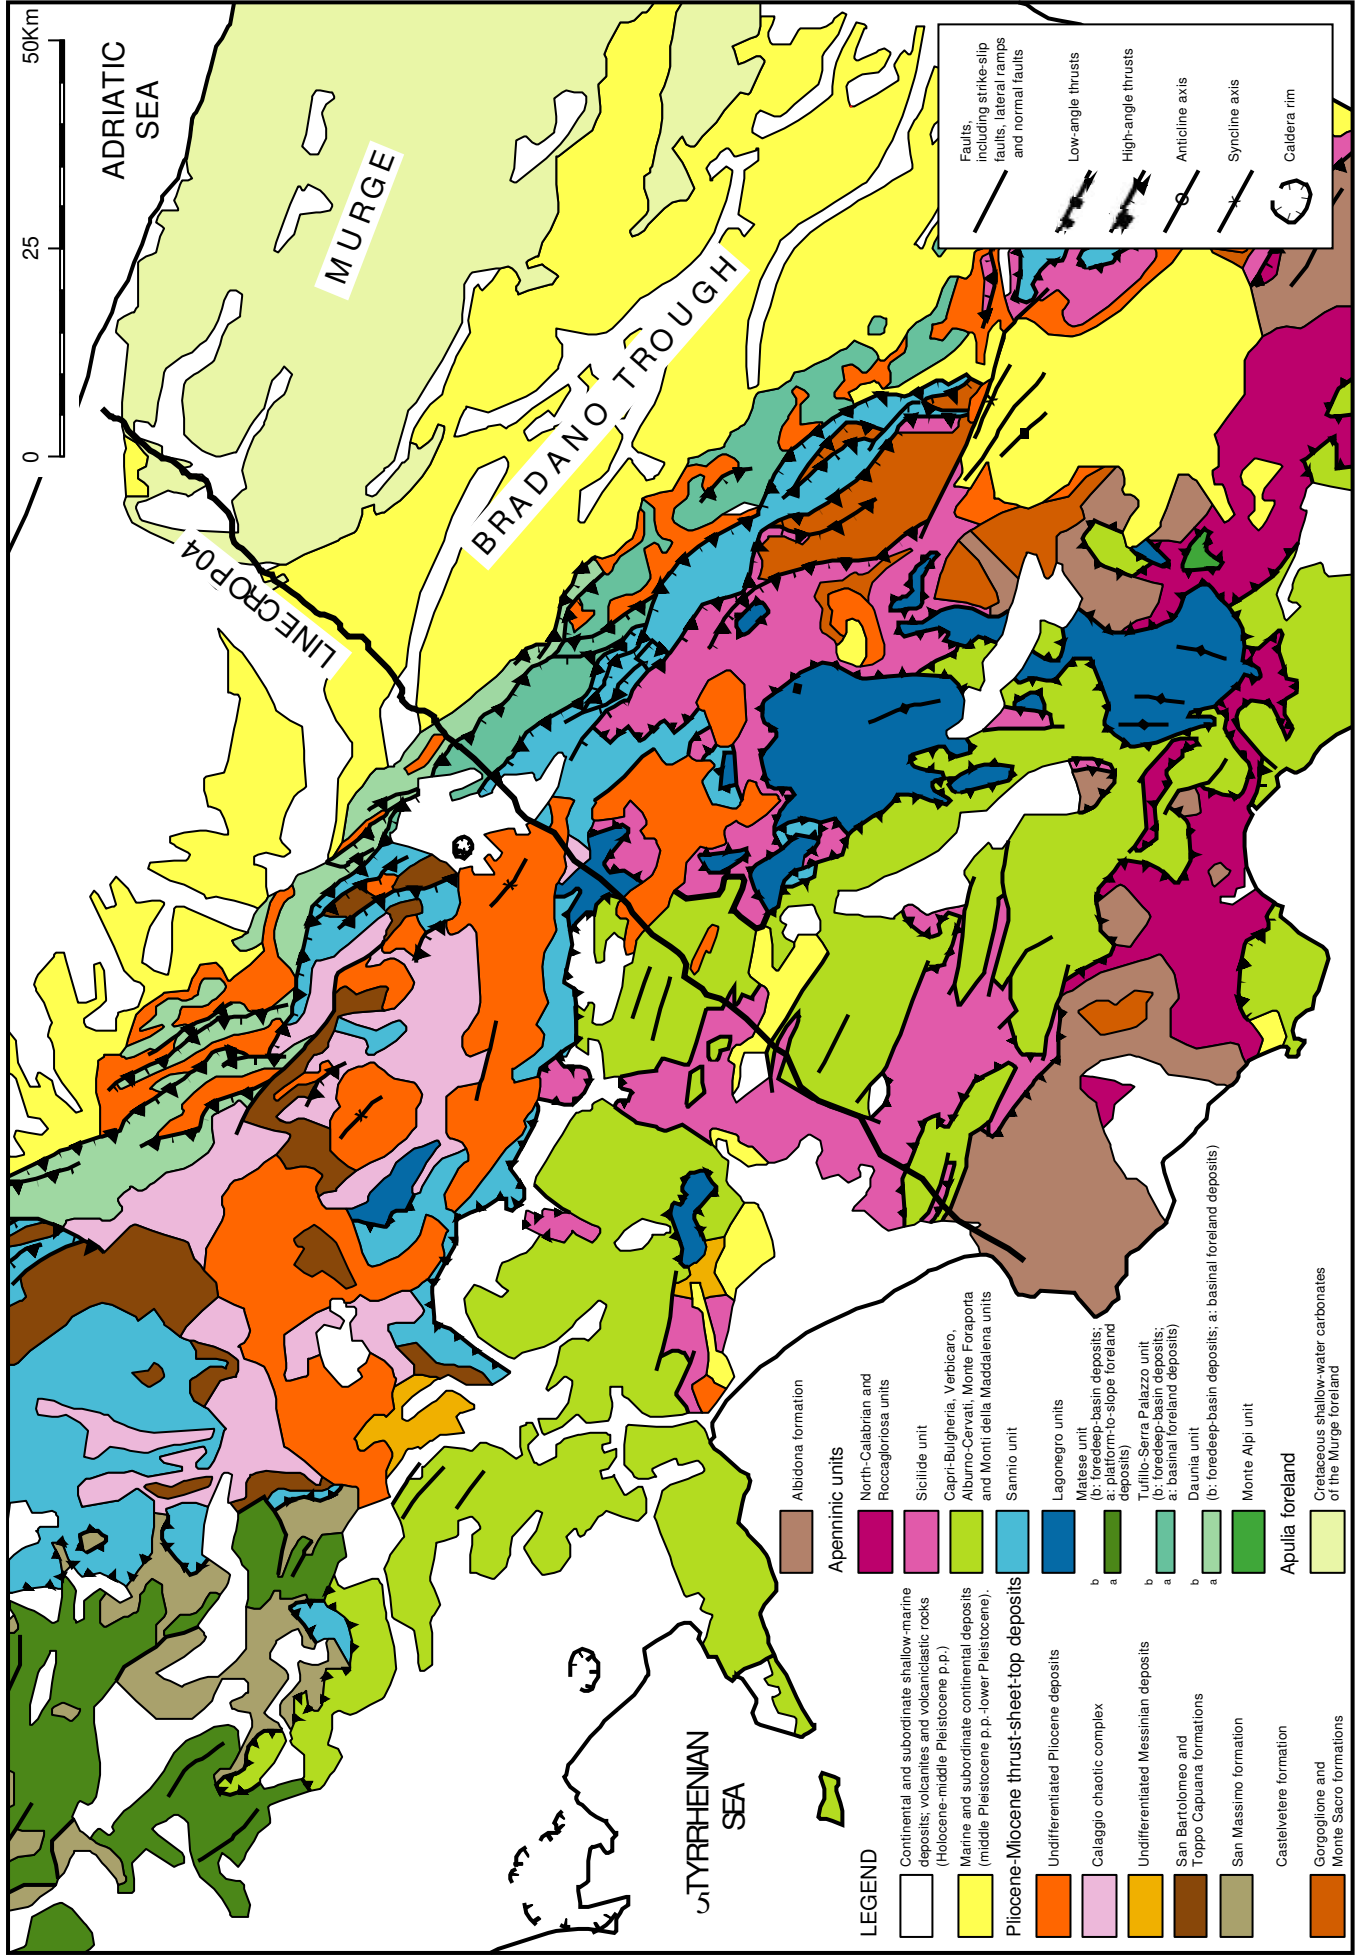 0
25
50Km
ADRIATIC
SEA
MURGE
BRADANO TROUGH
LINE CROP04
TYRRHENIAN
SEA
5
Faults,
including strike-slip
faults, lateral ramps
and normal faults
Low-angle thrusts
High-angle thrusts
Anticline axis
Syncline axis
Caldera rim
LEGEND
Continental and subordinate shallow-marine
deposits; volcanites and volcaniclastic rocks
(Holocene-middle Pleistocene p.p.)
Marine and subordinate continental deposits
(middle Pleistocene p.p.-lower Pleistocene).
Pliocene-Miocene thrust-sheet-top deposits
Undifferentiated Pliocene deposits
Calaggio chaotic complex
Undifferentiated Messinian deposits
San Bartolomeo and
Toppo Capuana formations
San Massimo formation
Castelvetere formation
Gorgoglione and
Monte Sacro formations
Albidona formation
Apenninic units
North-Calabrian and
Roccagloriosa units
Sicilide unit
Capri-Bulgheria, Verbicaro,
Alburno-Cervati, Monte Foraporta
and Monti della Maddalena units
Sannio unit
Lagonegro units
Matese unit
(b: foredeep-basin deposits;
a: platform-to-slope foreland
deposits)
b
a
Tufillo-Serra Palazzo unit
(b: foredeep-basin deposits;
a: basinal foreland deposits)
b
a
Daunia unit
(b: foredeep-basin deposits; a: basinal foreland deposits)
b
a
Monte Alpi unit
Apulia foreland
Cretaceous shallow-water carbonates
of the Murge foreland